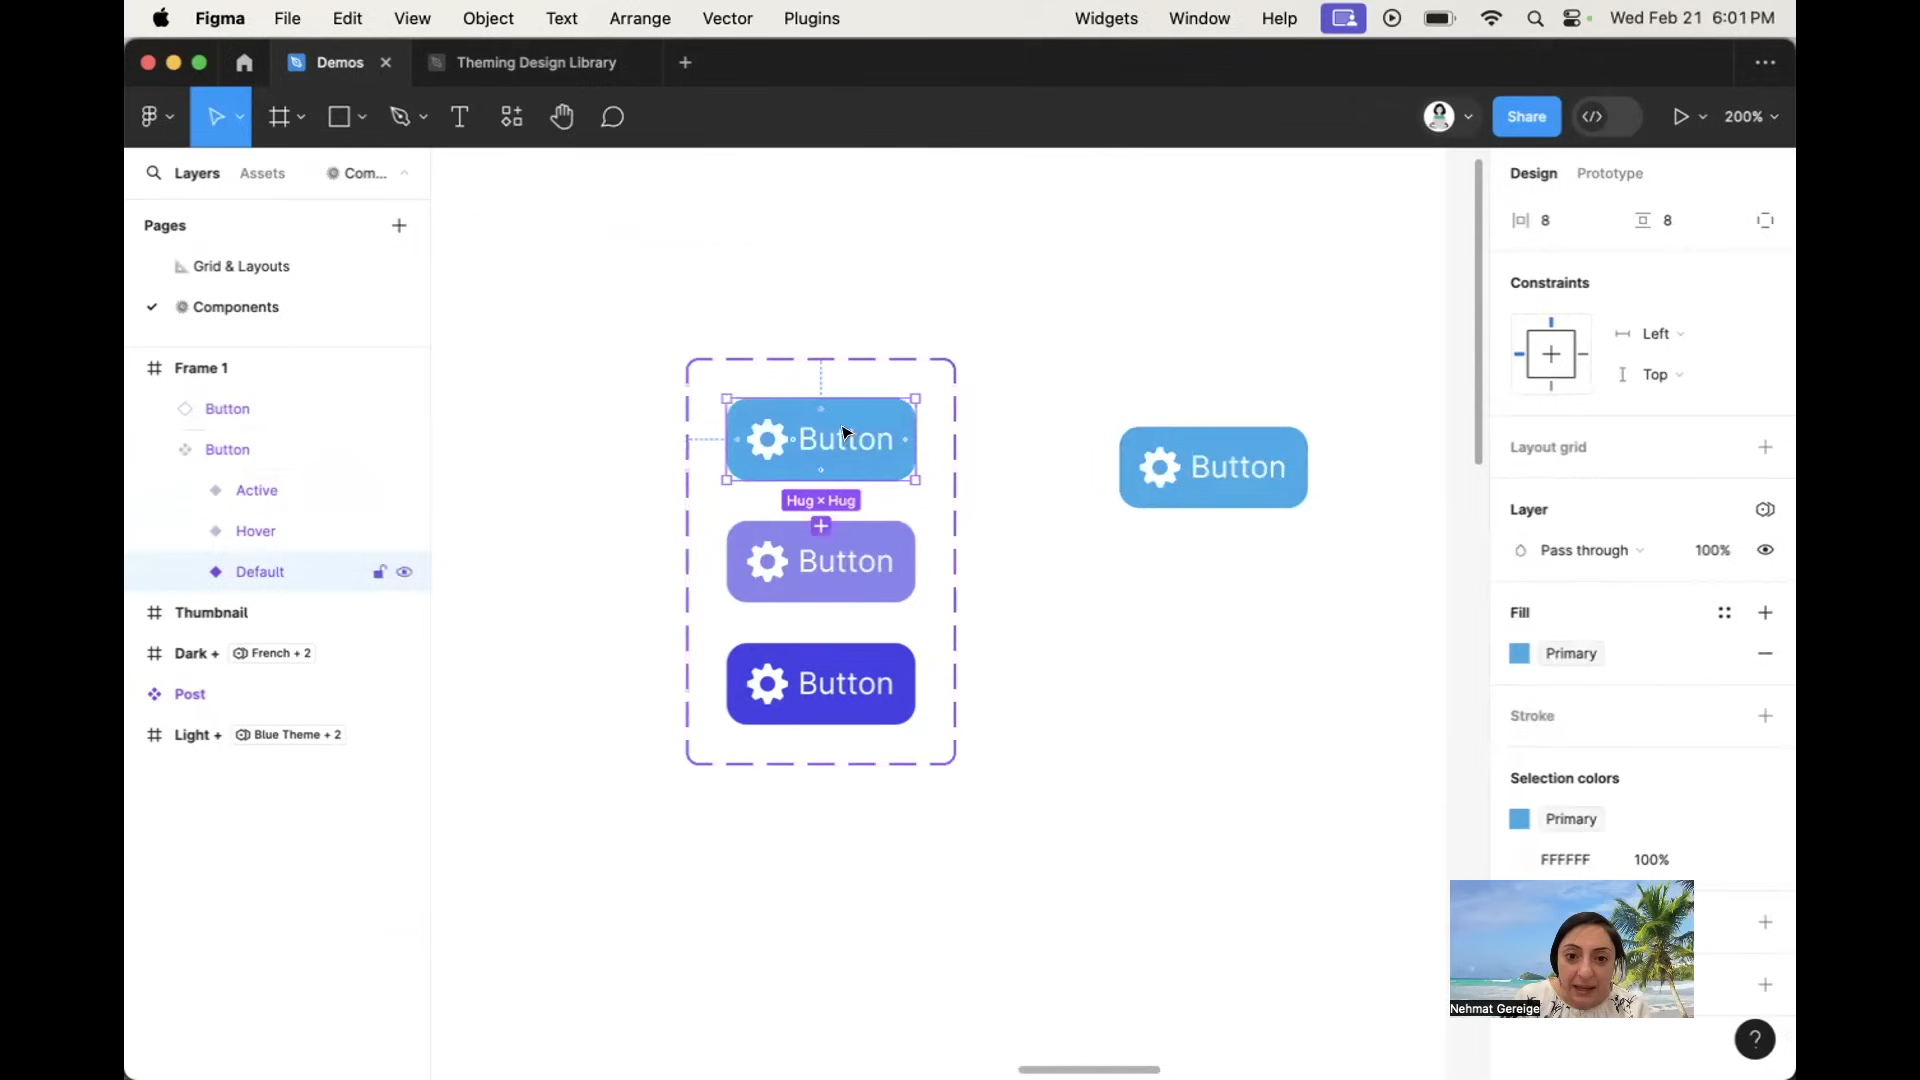 Figma File Edit View Object Text Arrange Vector Plugins Widgets Window Help Wed Feb 21 6:01 PM
Demos Theming Design Library
Share 200%
Layers Assets Com...
Pages
Grid & Layouts
Components
Frame 1
Button
Button
Active
Hover
Default
Thumbnail
Dark + French + 2
Post
Light + Blue Theme + 2
Button
Hug × Hug
Button
Button
Button
Design Prototype
8 8
Constraints
Left
Top
Layout grid
Layer
Pass through 100%
Fill
Primary
Stroke
Selection colors
Primary
FFFFFF 100%
Nehmat Gereige
?